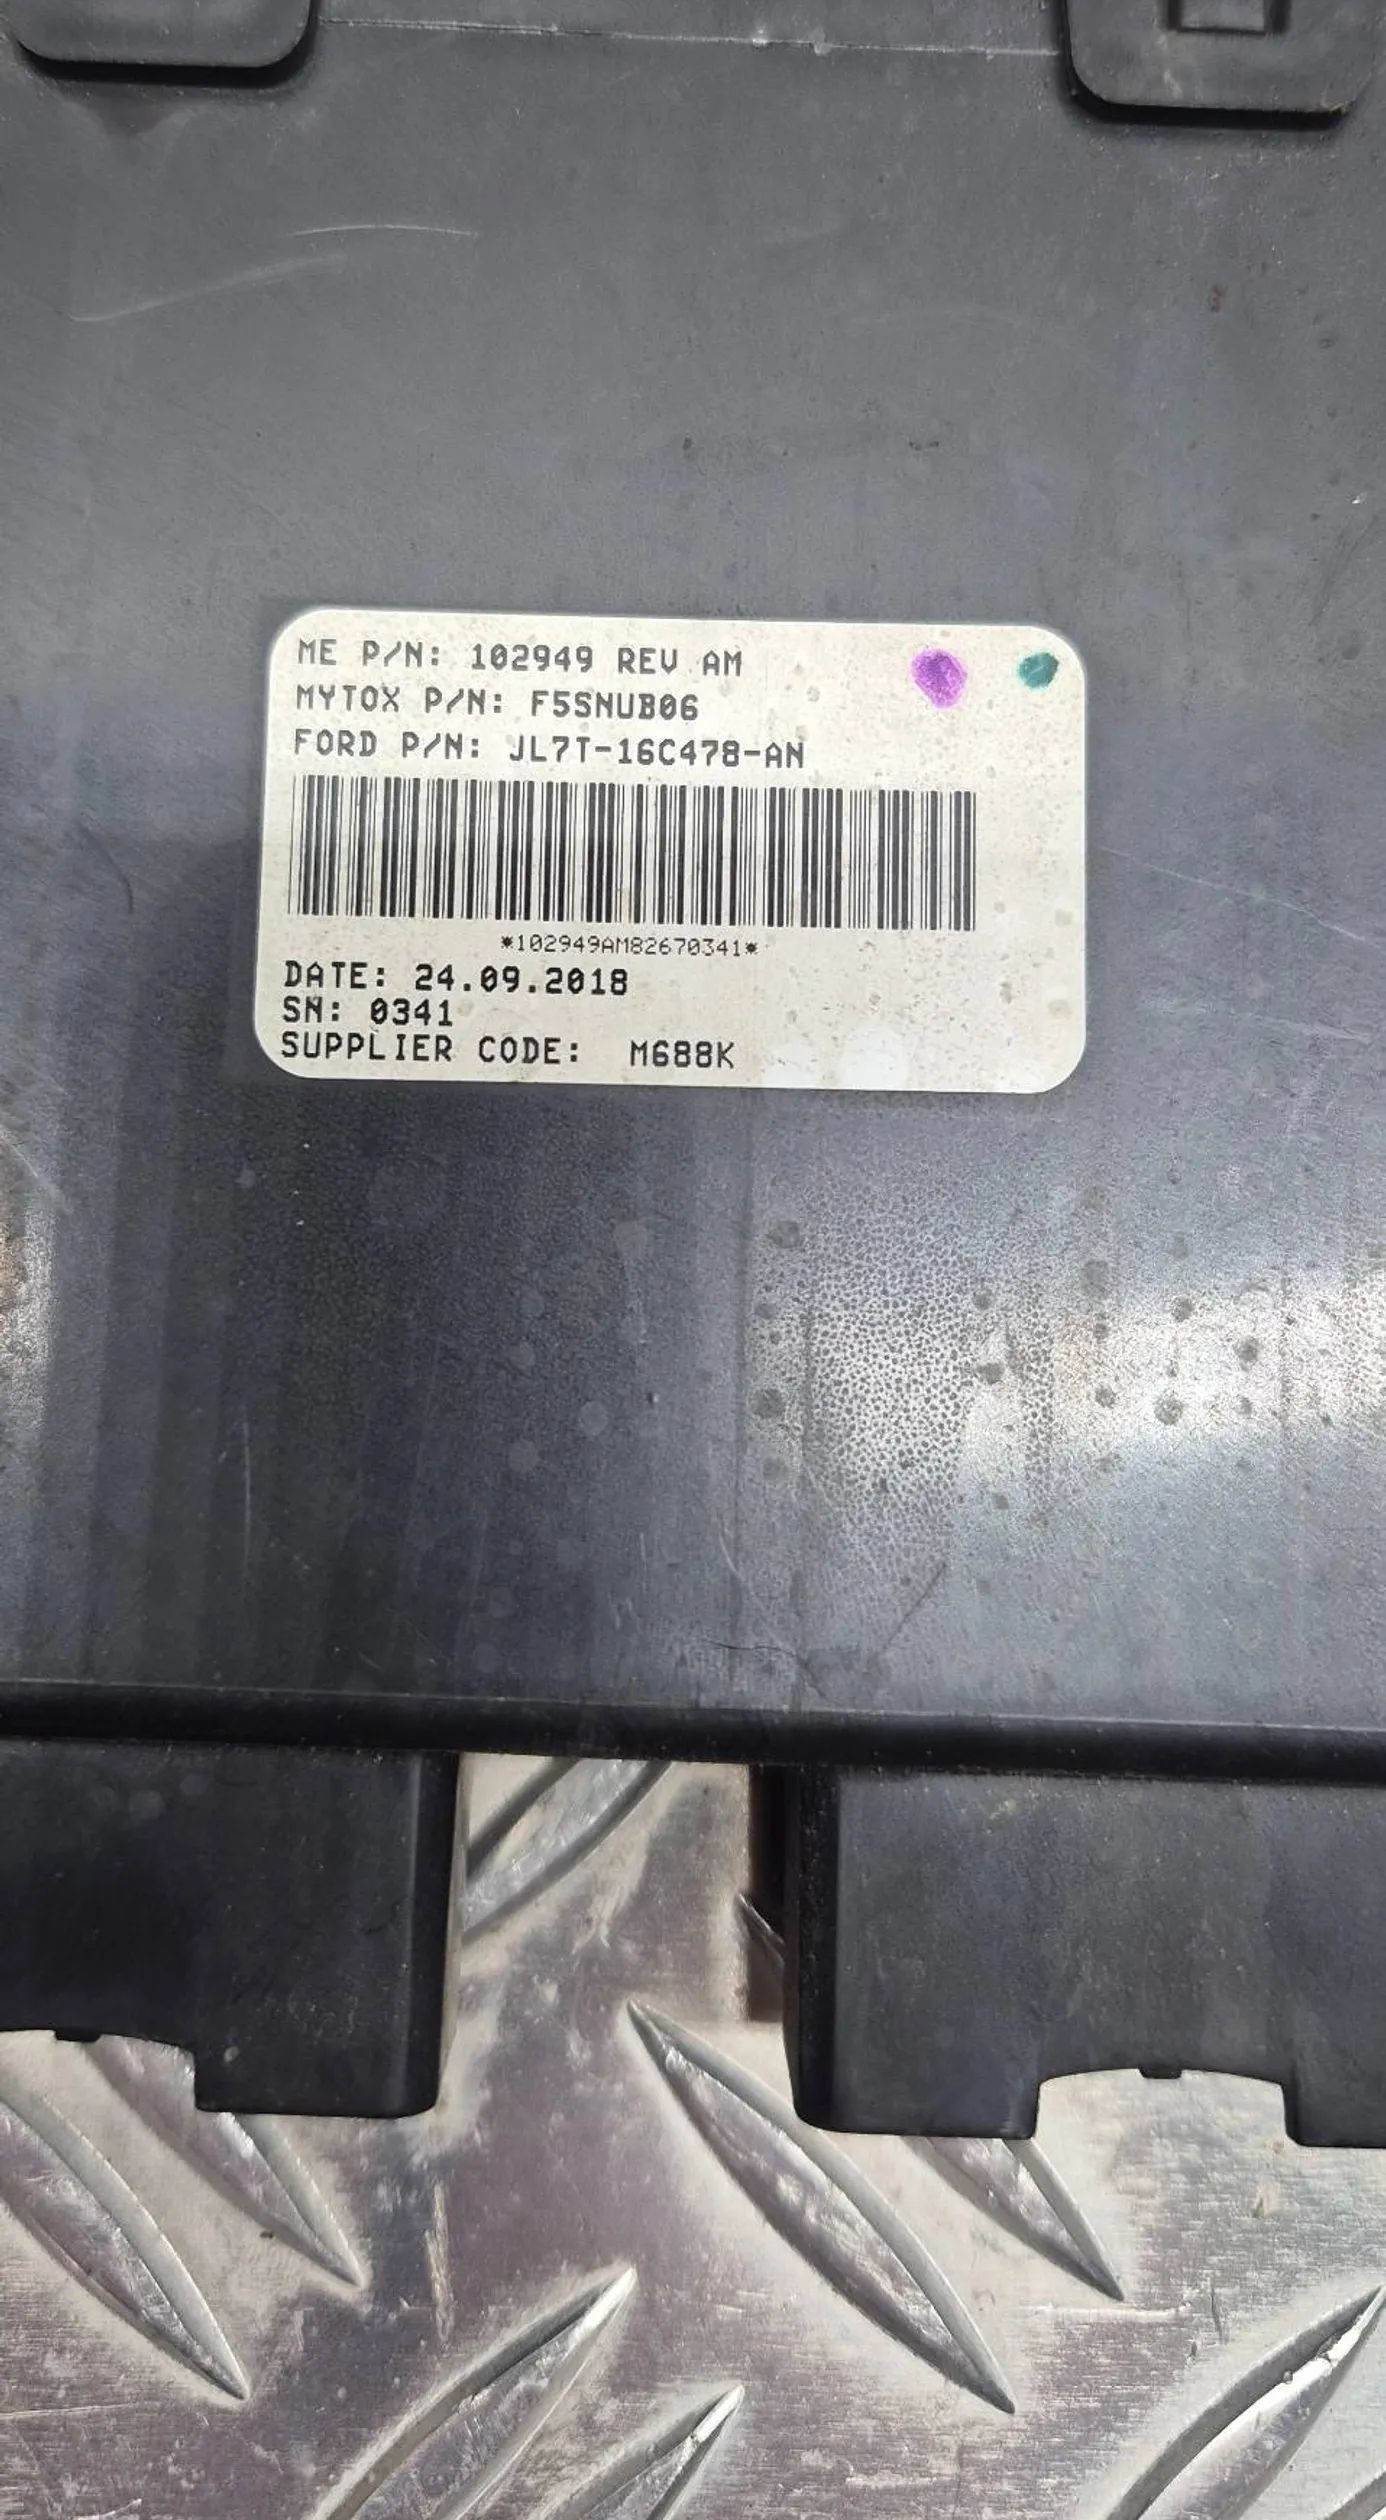 ME P/N: 102949 REV AM
MYTOX P/N: F5SNUB06
FORD P/N: JL7T-16C478-AN
*102949AM82670341*
DATE: 24.09.2018
SN: 0341
SUPPLIER CODE: M688K